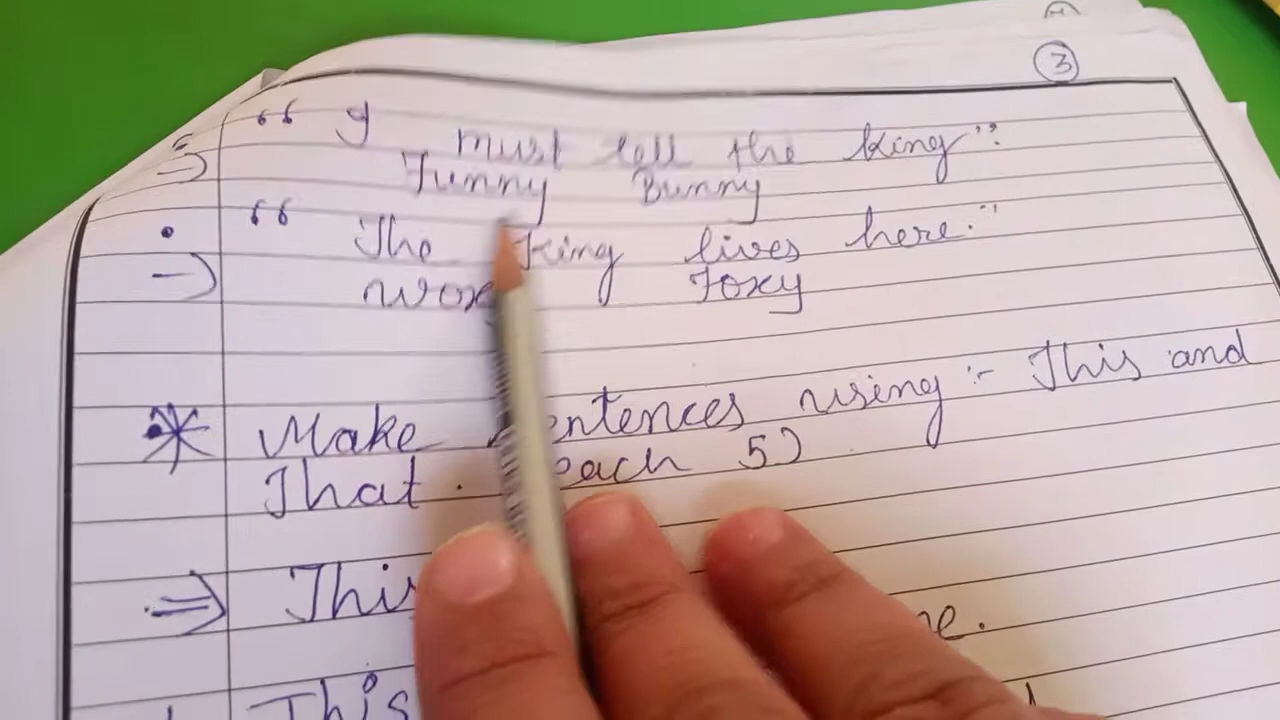 3
“ I must tell the King”.
Funny Bunny
“ The King lives here.”
Foxy
Make Sentences using :- This and
That. each 5)
⇒ This
This